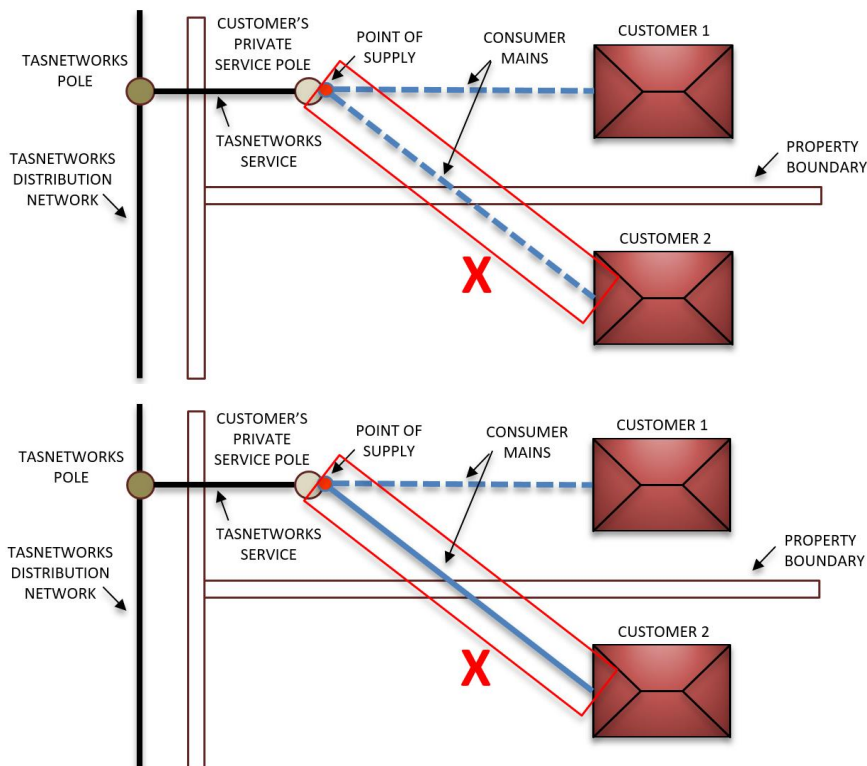 CUSTOMER'S
PRIVATE
SERVICE POLE
POINT OF
SUPPLY
CONSUMER
MAINS
CUSTOMER 1
TASNETWORKS
POLE
TASNETWORKS
SERVICE
TASNETWORKS
DISTRIBUTION
NETWORK
PROPERTY
BOUNDARY
CUSTOMER 2
X
CUSTOMER'S
PRIVATE
SERVICE POLE
POINT OF
SUPPLY
CONSUMER
MAINS
CUSTOMER 1
TASNETWORKS
POLE
TASNETWORKS
SERVICE
TASNETWORKS
DISTRIBUTION
NETWORK
PROPERTY
BOUNDARY
CUSTOMER 2
X